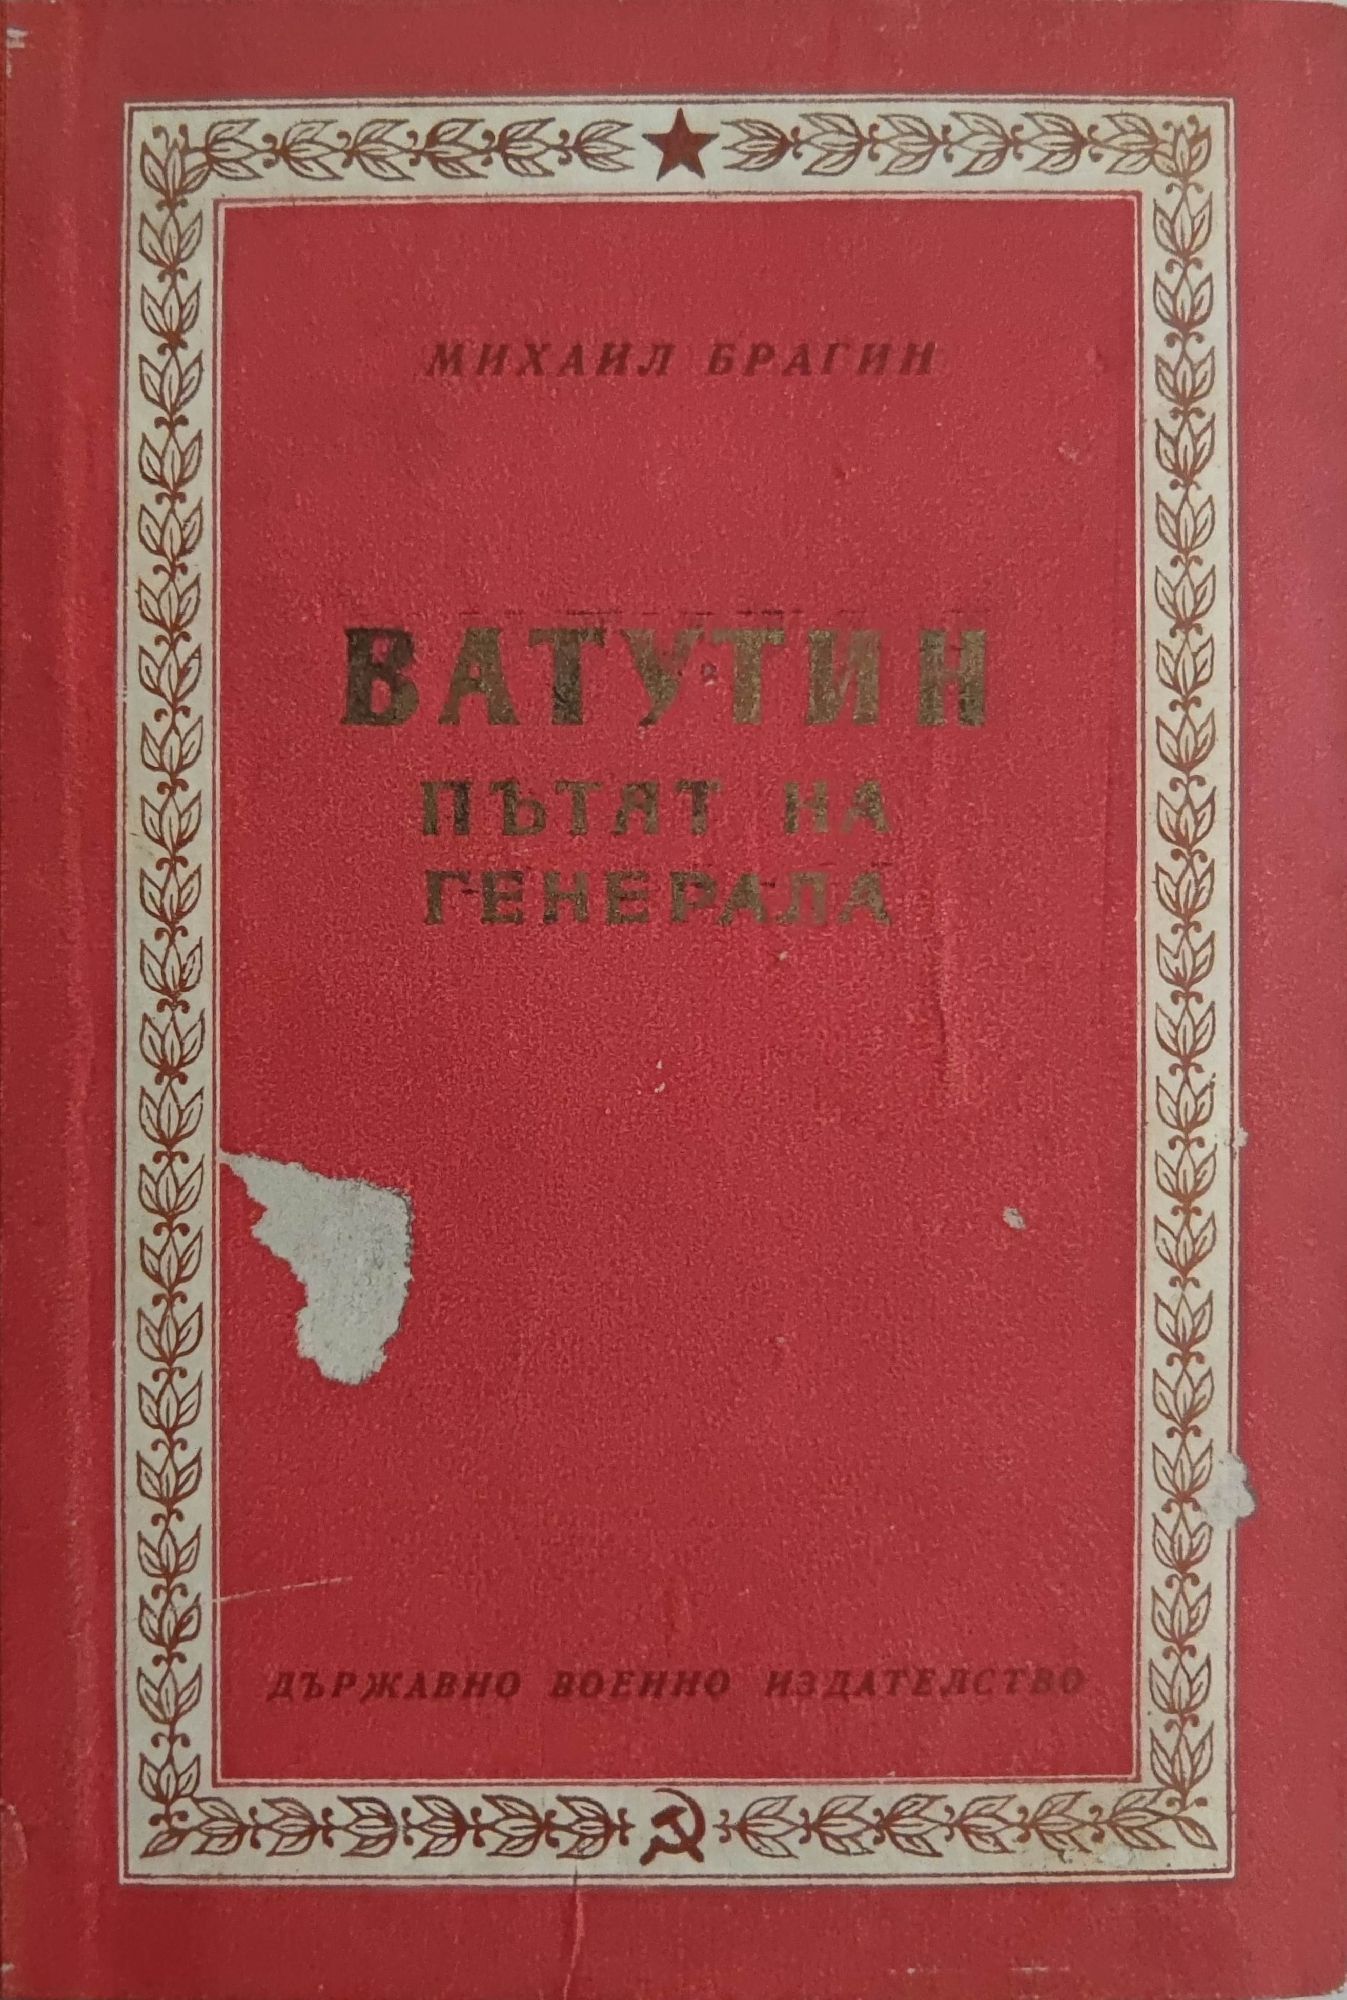 МИХАИЛ БРАГИН
ВАТУТИН
ПЪТЯТ НА
ГЕНЕРАЛА
ДЪРЖАВНО ВОЕННО ИЗДАТЕЛСТВО